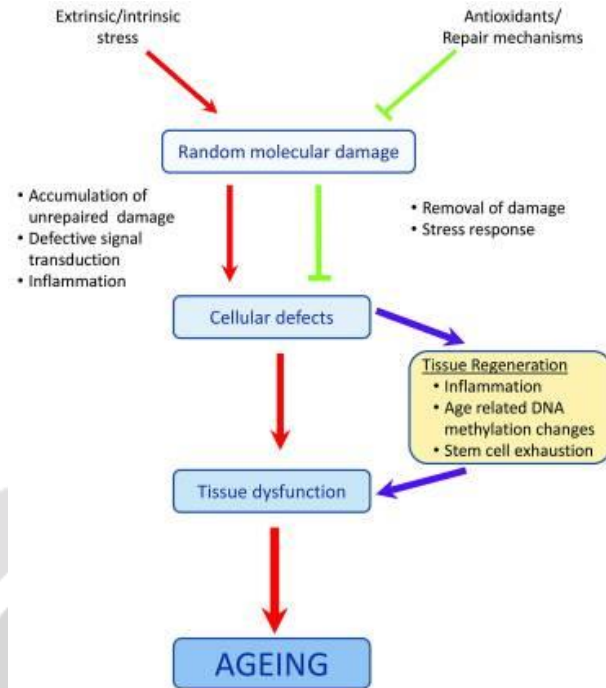 Extrinsic/intrinsic
stress
Antioxidants/
Repair mechanisms
Random molecular damage
• Accumulation of
unrepaired damage
• Defective signal
transduction
• Inflammation
• Removal of damage
• Stress response
Cellular defects
Tissue Regeneration
• Inflammation
• Age related DNA
methylation changes
• Stem cell exhaustion
Tissue dysfunction
AGEING